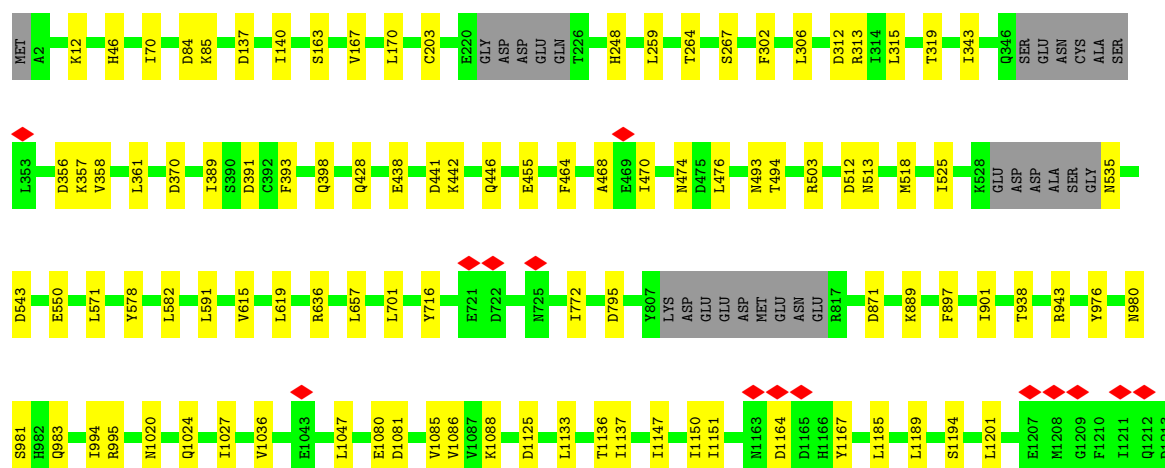 MET A2 K12 H46 I70 D84 K85 D137 I140 S163 V167 L170 C203 E220 GLY ASP ASP GLU GLN T226 H248 L259 T264 S267 F302 L306 D312 R313 I314 L315 T319 I343 Q346 SER GLU ASN CYS ALA SER
L353 D356 K357 V358 L361 D370 I389 S390 D391 C392 F393 Q398 Q428 E438 D441 K442 Q446 E455 F464 A468 E469 I470 N474 D475 L476 N493 T494 R503 D512 N513 M518 I525 K528 GLU ASP ASP ALA SER GLY N535
D543 E550 L571 Y578 L582 L591 V615 L619 R636 L657 L701 Y716 E721 D722 N725 I772 D795 Y807 LYS ASP GLU GLU ASP MET GLU ASN GLU R817 D871 K889 F897 I901 T938 R943 Y976 N980
S981 H982 Q983 I994 R995 N1020 Q1024 I1027 V1036 E1043 L1047 E1080 D1081 V1085 V1086 V1087 K1088 D1125 L1133 T1136 I1137 I1147 I1150 I1151 N1163 D1164 D1165 H1166 Y1167 L1185 L1189 S1194 L1201 E1207 M1208 G1209 F1210 I1211 Q1212